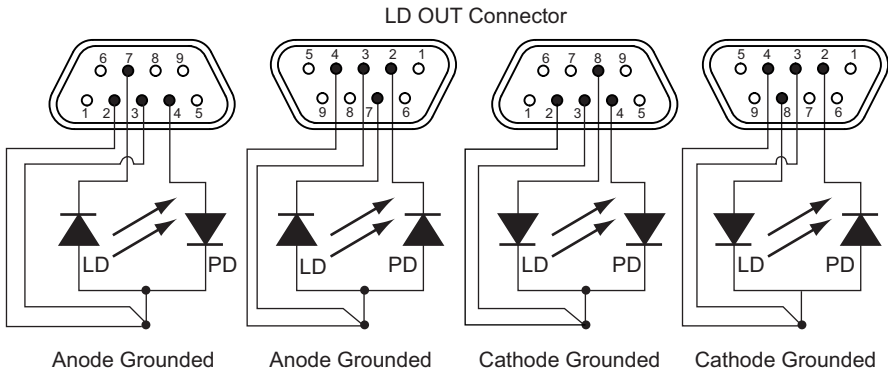 LD OUT Connector
6 7 8 9 5 4 3 2 1 6 7 8 9 5 4 3 2 1
1 2 3 4 5 9 8 7 6 1 2 3 4 5 9 8 7 6
LD PD LD PD LD PD LD PD
Anode Grounded Anode Grounded Cathode Grounded Cathode Grounded